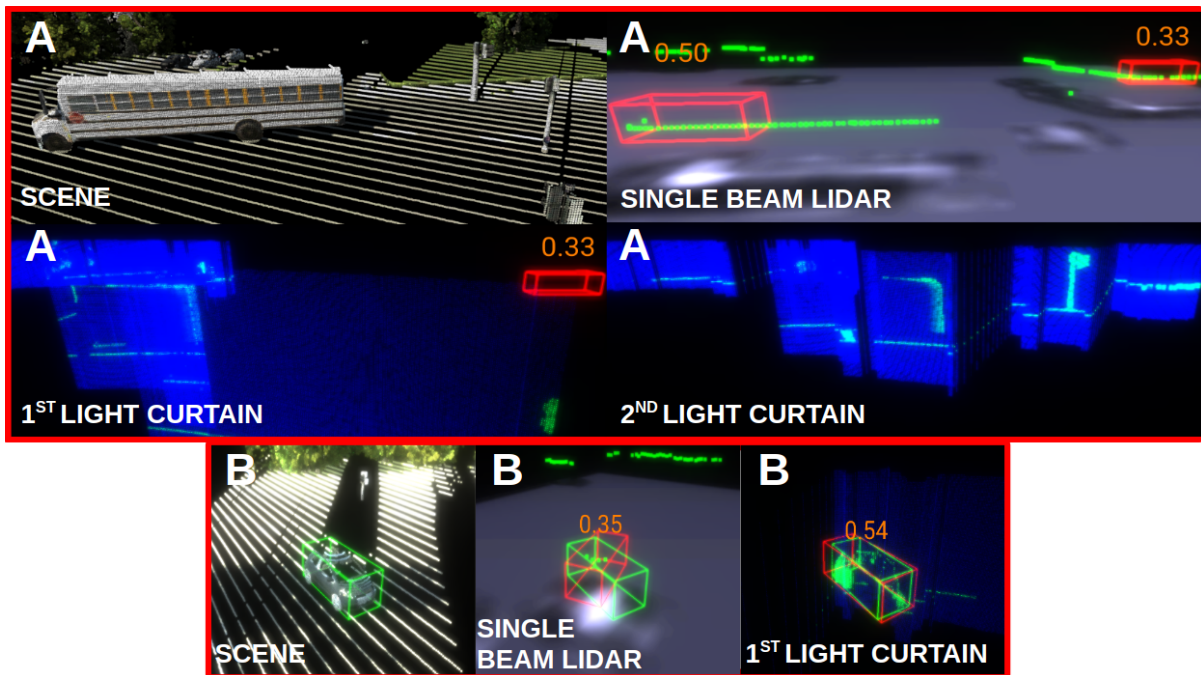 A
SCENE
A
0.50
0.33
SINGLE BEAM LIDAR
A
0.33
1ST LIGHT CURTAIN
A
2ND LIGHT CURTAIN
B
SCENE
B
0.35
SINGLE
BEAM LIDAR
B
0.54
1ST LIGHT CURTAIN